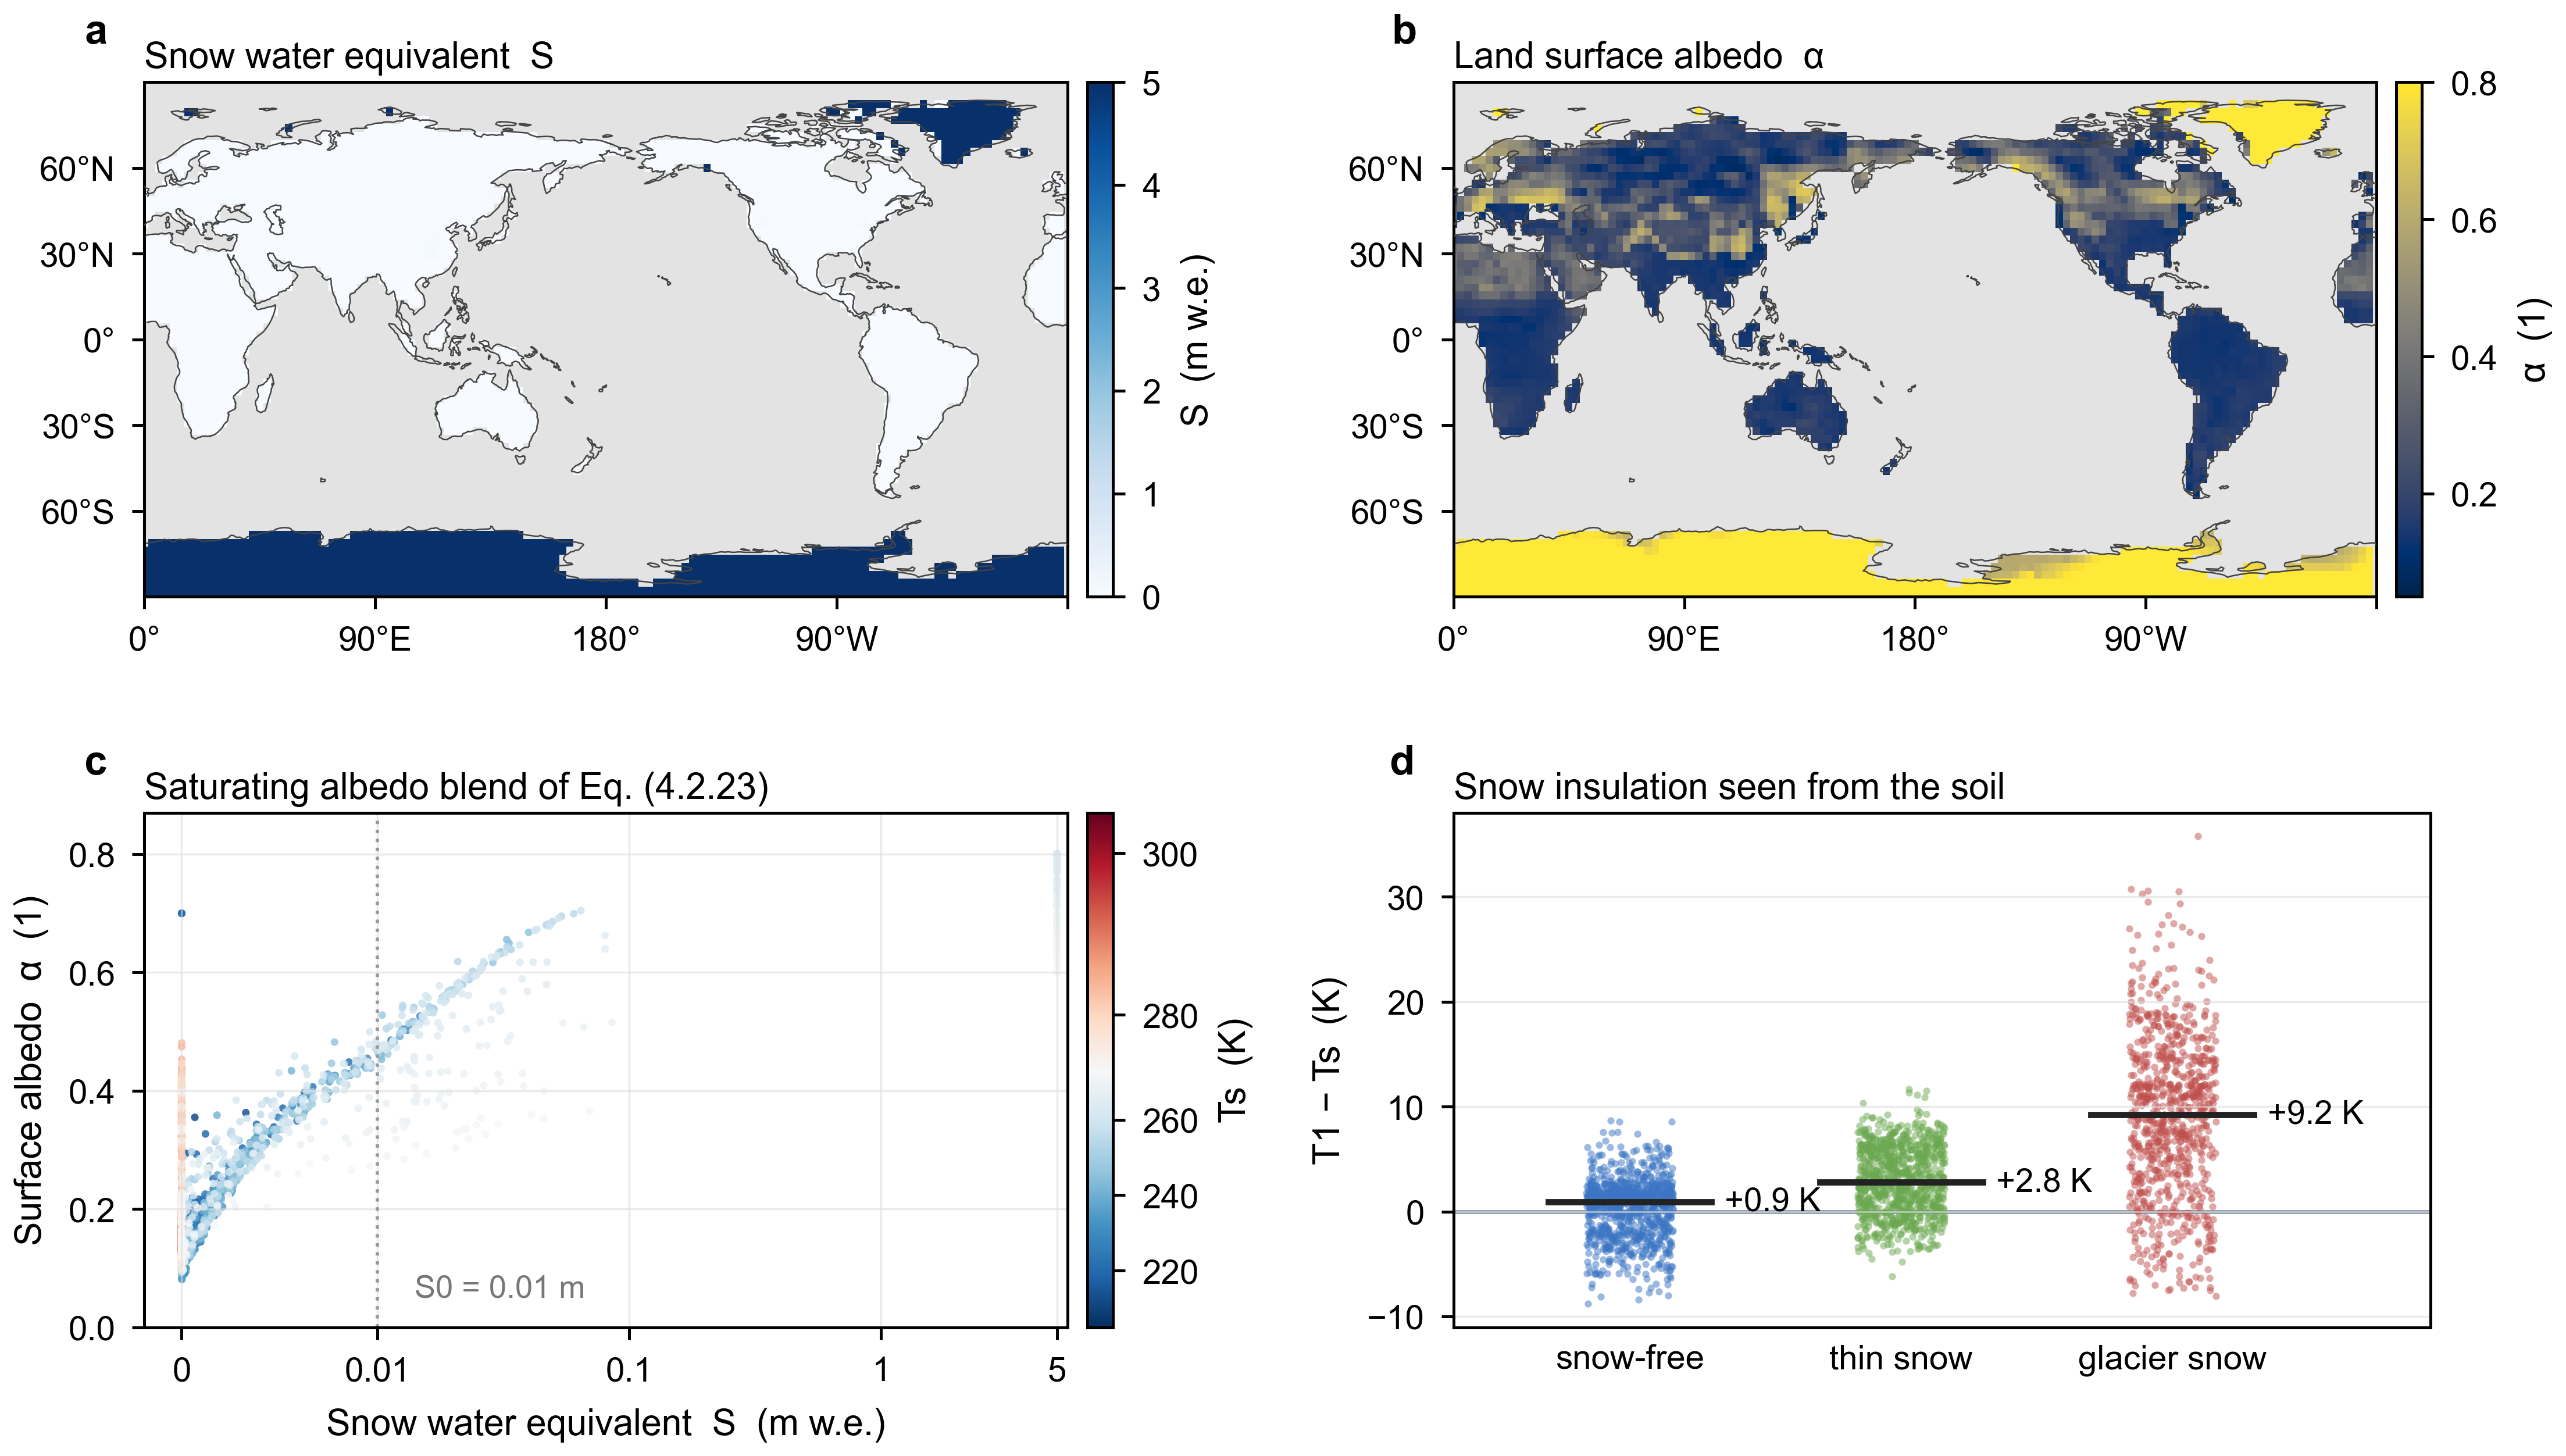 a
Snow water equivalent S
60°N
30°N
0°
30°S
60°S
0°
90°E
180°
90°W
5
4
3
2
1
0
S (m w.e.)
b
Land surface albedo α
60°N
30°N
0°
30°S
60°S
0°
90°E
180°
90°W
0.8
0.6
0.4
0.2
α (1)
c
Saturating albedo blend of Eq. (4.2.23)
Surface albedo α (1)
0.8
0.6
0.4
0.2
0.0
S0 = 0.01 m
0
0.01
0.1
1
5
Snow water equivalent S (m w.e.)
300
280
260
240
220
Ts (K)
d
Snow insulation seen from the soil
T1 − Ts (K)
30
20
10
0
−10
+0.9 K
+2.8 K
+9.2 K
snow-free
thin snow
glacier snow